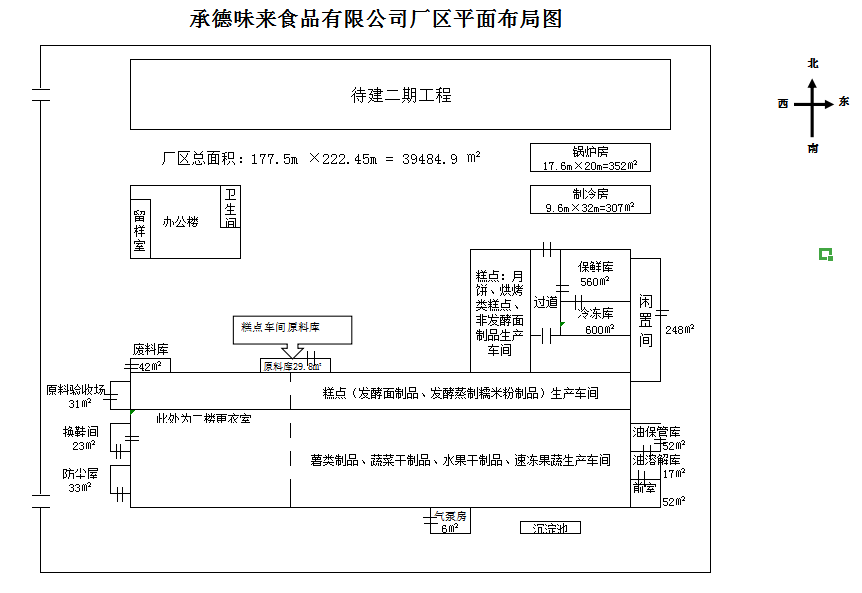 承德味来食品有限公司厂区平面布局图
北
西
东
南
待建二期工程
厂区总面积：177.5m ×222.45m = 39484.9 m²
锅炉房
17.6m×20m=352m²
制冷房
9.6m×32m=307m²
留样室
办公楼
卫生间
糕点：月
饼、烘烤
类糕点、
非发酵面
制品生产
车间
过道
保鲜库
560m²
冷冻库
600m²
闲置间
248m²
糕点车间原料库
废料库
42m²
原料库29.8m²
原料验收场
31m²
糕点（发酵面制品、发酵蒸制糯米粉制品）生产车间
此处为二楼更衣室
换鞋间
23m²
防尘屋
33m²
薯类制品、蔬菜干制品、水果干制品、速冻果蔬生产车间
油保管库
52m²
油溶解库
17m²
前室
52m²
气泵房
6m²
沉淀池